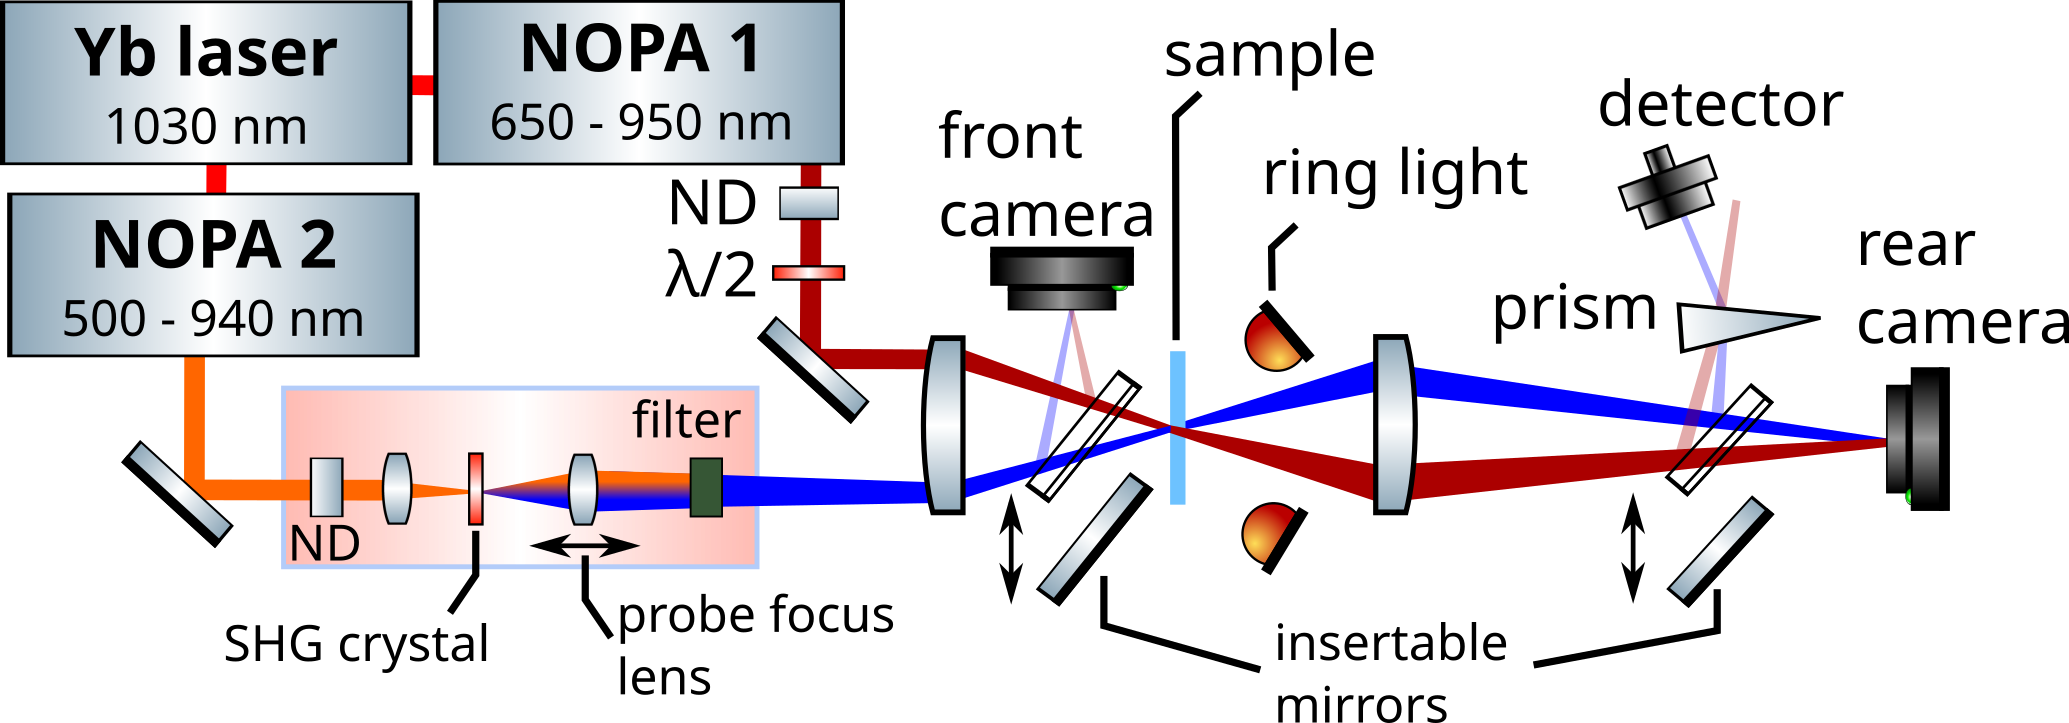 Yb laser
1030 nm
NOPA 1
650 - 950 nm
NOPA 2
500 - 940 nm
ND
λ/2
filter
ND
SHG crystal
probe focus
lens
front
camera
sample
ring light
detector
prism
rear
camera
insertable
mirrors